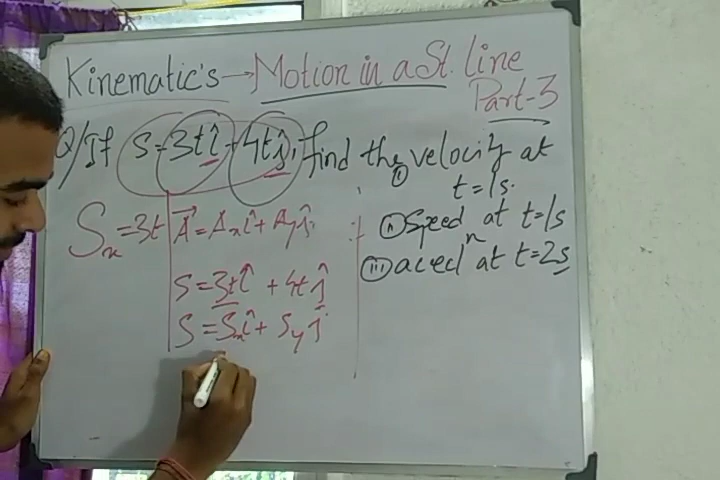 Kinematic's → Motion in a St. line
Part-3
Q/If S = 3tî + 4tĵ, find the (i) velocity at
t = 1s.
(ii) Speed at t = 1s
(iii) accelⁿ at t = 2s
Sx = 3t
A⃗ = Axî + Ayĵ
S = 3tî + 4tĵ
S = Sxî + Syĵ